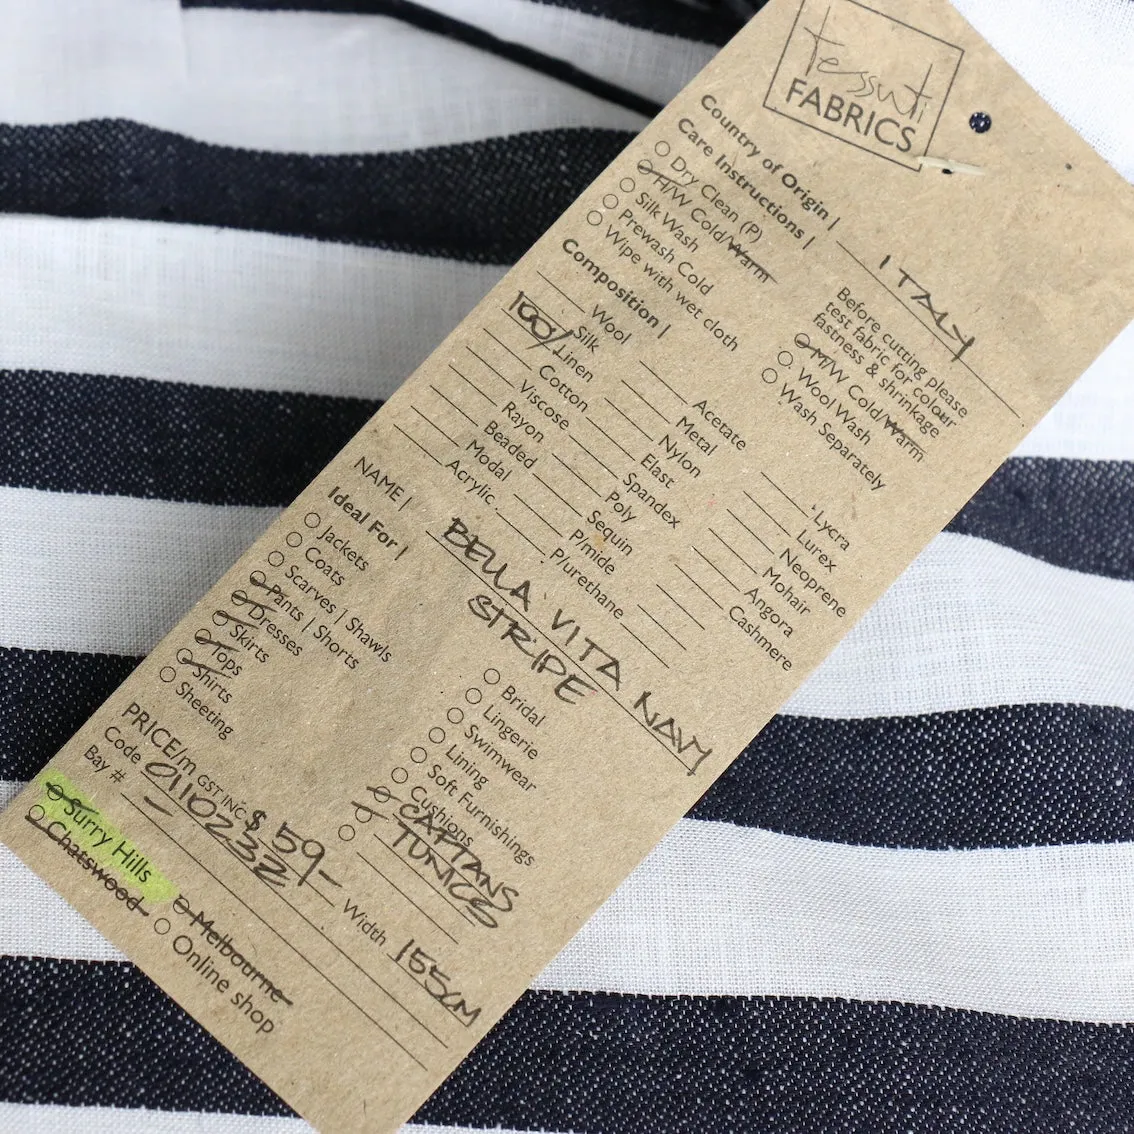 tessuti
FABRICS
Country of Origin | ITALY
Care Instructions |
Dry Clean (P)
H/W Cold/Warm
Silk Wash
Prewash Cold
Wipe with wet cloth
Before cutting please
test fabric for colour
fastness & shrinkage
M/W Cold/Warm
Wool Wash
Wash Separately
Composition |
Wool
Silk
100% Linen
Cotton
Viscose
Rayon
Beaded
Modal
Acrylic
Acetate
Metal
Nylon
Elast
Spandex
Poly
Sequin
P/mide
P/urethane
Lycra
Lurex
Neoprene
Mohair
Angora
Cashmere
NAME | BELLA VITA NAVY
STRIPE
Ideal For |
Jackets
Coats
Scarves | Shawls
Pants | Shorts
Dresses
Skirts
Tops
Shirts
Sheeting
Bridal
Lingerie
Swimwear
Lining
Soft Furnishings
Cushions
CAFTANS
TUNICS
PRICE/m GST INC $ 59- Width 155CM
Code 0110232Z
Bay # -
Surry Hills
Chatswood
Melbourne
Online shop